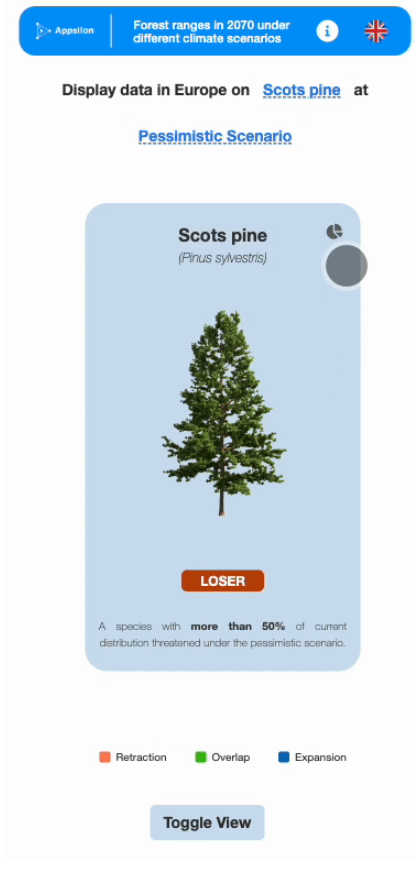 Appsilon
Forest ranges in 2070 under
different climate scenarios
i
Display data in Europe on Scots pine at
Pessimistic Scenario
Scots pine
(Pinus sylvestris)
LOSER
A species with more than 50% of current
distribution threatened under the pessimistic scenario.
Retraction Overlap Expansion
Toggle View